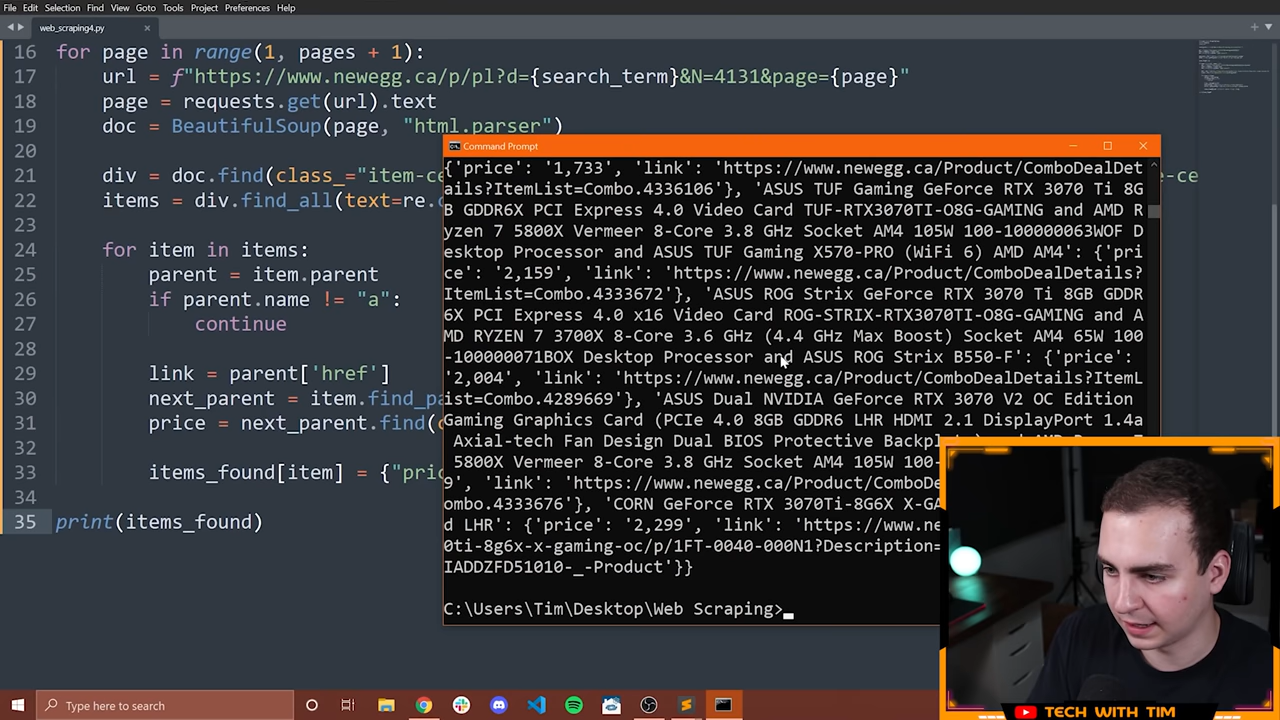 File Edit Selection Find View Goto Tools Project Preferences Help
web_scraping4.py
16 for page in range(1, pages + 1):
17 url = f"https://www.newegg.ca/p/pl?d={search_term}&N=4131&page={page}"
18 page = requests.get(url).text
19 doc = BeautifulSoup(page, "html.parser")
20
21 div = doc.find(class_="item-ce
22 items = div.find_all(text=re.c
23
24 for item in items:
25 parent = item.parent
26 if parent.name != "a":
27 continue
28
29 link = parent['href']
30 next_parent = item.find_pa
31 price = next_parent.find(c
32
33 items_found[item] = {"pric
34
35 print(items_found)
Command Prompt
{'price': '1,733', 'link': 'https://www.newegg.ca/Product/ComboDealDet
ails?ItemList=Combo.4336106'}, 'ASUS TUF Gaming GeForce RTX 3070 Ti 8G
B GDDR6X PCI Express 4.0 Video Card TUF-RTX3070TI-O8G-GAMING and AMD R
yzen 7 5800X Vermeer 8-Core 3.8 GHz Socket AM4 105W 100-100000063WOF D
esktop Processor and ASUS TUF Gaming X570-PRO (WiFi 6) AMD AM4': {'pri
ce': '2,159', 'link': 'https://www.newegg.ca/Product/ComboDealDetails?
ItemList=Combo.4333672'}, 'ASUS ROG Strix GeForce RTX 3070 Ti 8GB GDDR
6X PCI Express 4.0 x16 Video Card ROG-STRIX-RTX3070TI-O8G-GAMING and A
MD RYZEN 7 3700X 8-Core 3.6 GHz (4.4 GHz Max Boost) Socket AM4 65W 100
-100000071BOX Desktop Processor and ASUS ROG Strix B550-F': {'price':
'2,004', 'link': 'https://www.newegg.ca/Product/ComboDealDetails?ItemL
ist=Combo.4289669'}, 'ASUS Dual NVIDIA GeForce RTX 3070 V2 OC Edition
Gaming Graphics Card (PCIe 4.0 8GB GDDR6 LHR HDMI 2.1 DisplayPort 1.4a
Axial-tech Fan Design Dual BIOS Protective Backp
5800X Vermeer 8-Core 3.8 GHz Socket AM4 105W 100-
9', 'link': 'https://www.newegg.ca/Product/ComboD
ombo.4333676'}, 'CORN GeForce RTX 3070Ti-8G6X X-GA
d LHR': {'price': '2,299', 'link': 'https://www.ne
0ti-8g6x-x-gaming-oc/p/1FT-0040-000N1?Description=
IADDZFD51010-_-Product'}}
C:\Users\Tim\Desktop\Web Scraping>
-ce
Type here to search
TECH WITH TIM